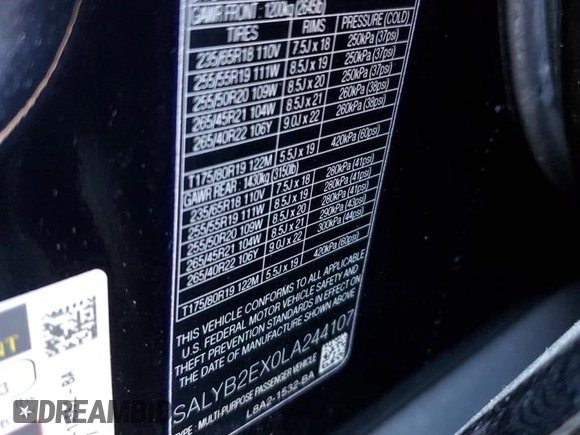 GAWR FRONT: 1200kg (2645lb)
TIRES RIMS PRESSURE (COLD)
235/65R18 110V 7.5J x 18 250kPa (37psi)
255/55R19 111W 8.5J x 19 250kPa (37psi)
255/50R20 109W 8.5J x 20 250kPa (37psi)
265/45R21 104W 8.5J x 21 260kPa (38psi)
265/40R22 106Y 9.0J x 22 260kPa (38psi)
T175/80R19 122M 5.5J x 19 420kPa (60psi)
GAWR REAR: 1430kg (3150lb)
235/65R18 110V 7.5J x 18 280kPa (41psi)
255/55R19 111W 8.5J x 19 280kPa (41psi)
255/50R20 109W 8.5J x 20 280kPa (41psi)
265/45R21 104W 8.5J x 21 290kPa (43psi)
265/40R22 106Y 9.0J x 22 300kPa (44psi)
T175/80R19 122M 5.5J x 19 420kPa (60psi)
THIS VEHICLE CONFORMS TO ALL APPLICABLE
U.S. FEDERAL MOTOR VEHICLE SAFETY AND
THEFT PREVENTION STANDARDS IN EFFECT ON
THE DATE OF MANUFACTURE SHOWN ABOVE
SALYB2EX0LA244107
TYPE: MULTI-PURPOSE PASSENGER VEHICLE
L8A2-1532-BA
DREAMBID